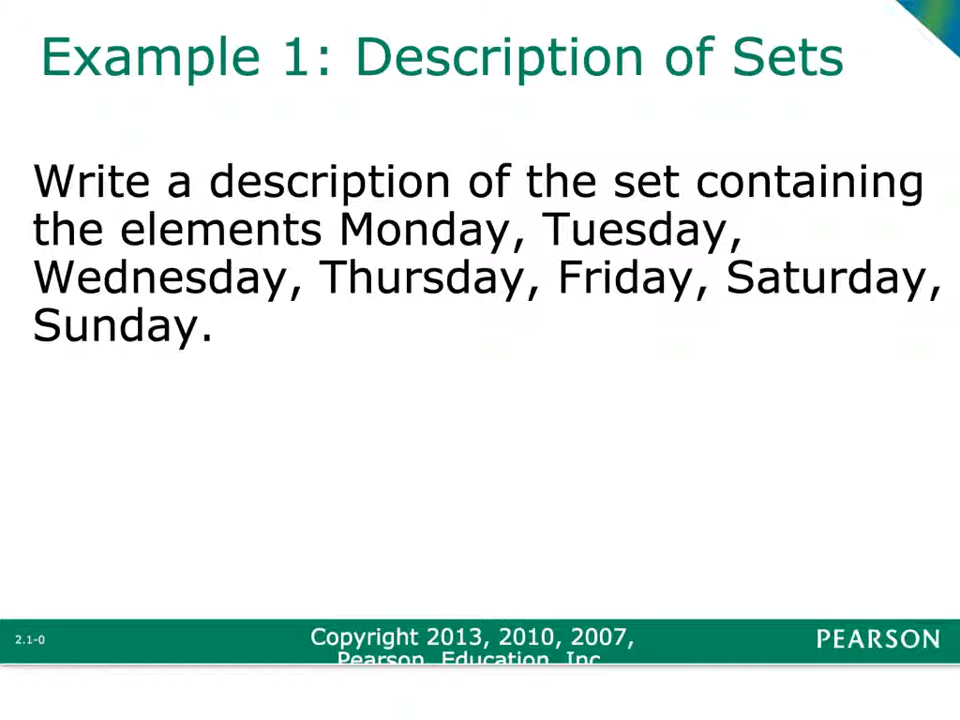 Example 1: Description of Sets
Write a description of the set containing
the elements Monday, Tuesday,
Wednesday, Thursday, Friday, Saturday,
Sunday.
2.1-0
Copyright 2013, 2010, 2007,
Pearson, Education, Inc.
PEARSON